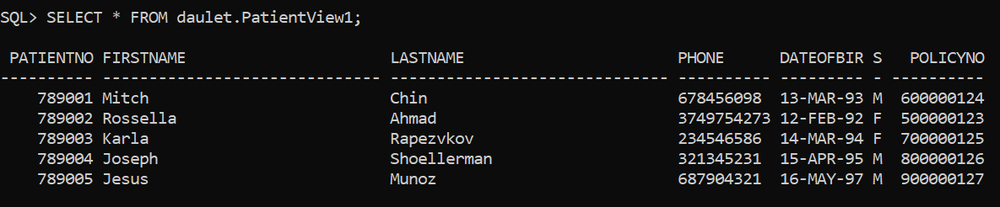 SQL> SELECT * FROM daulet.PatientView1;
PATIENTNO FIRSTNAME LASTNAME PHONE DATEOFBIR S POLICYNO
---------- ------------------------------ ------------------------------ ---------- --------- - ----------
789001 Mitch Chin 678456098 13-MAR-93 M 600000124
789002 Rossella Ahmad 3749754273 12-FEB-92 F 500000123
789003 Karla Rapezvkov 234546586 14-MAR-94 F 700000125
789004 Joseph Shoellerman 321345231 15-APR-95 M 800000126
789005 Jesus Munoz 687904321 16-MAY-97 M 900000127